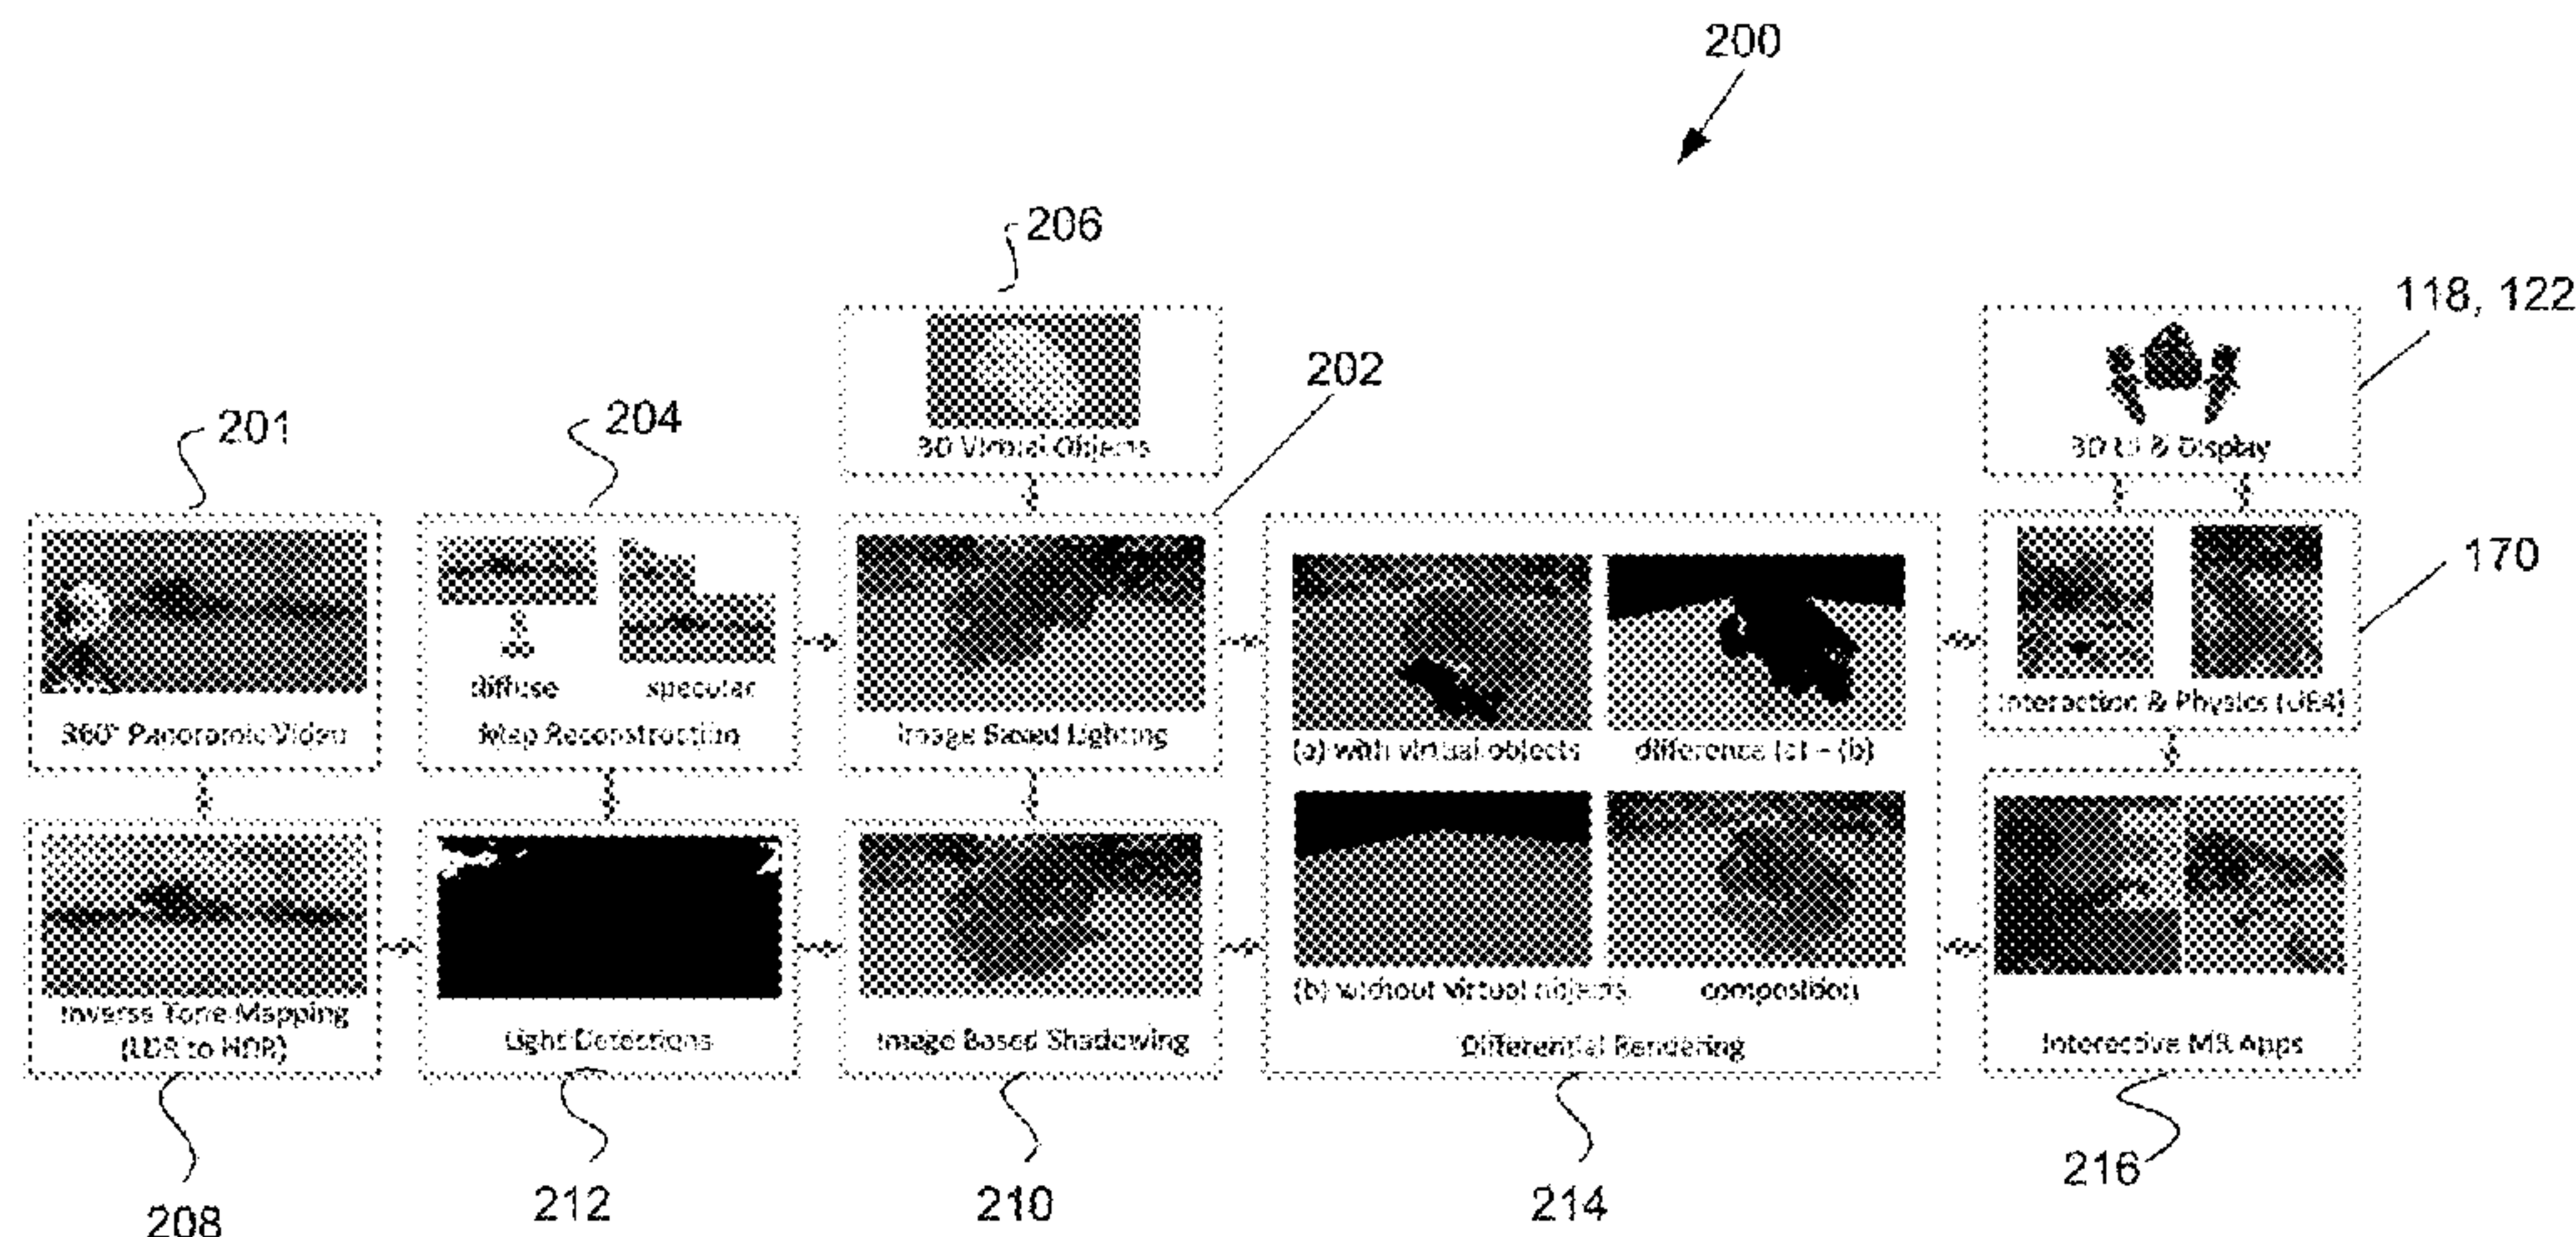 200
206
118, 122
202
201
204
3D Virtual Objects
3D UI & Display
170
diffuse
specular
360° Panoramic Video
Map Reconstruction
Image Based Lighting
(a) with virtual objects
difference (c) - (b)
Interaction & Physics (UE4)
Inverse Tone Mapping
(LDR to HDR)
Light Detections
Image Based Shadowing
(b) without virtual objects
composition
Differential Rendering
Interactive MR Apps
208
212
210
214
216